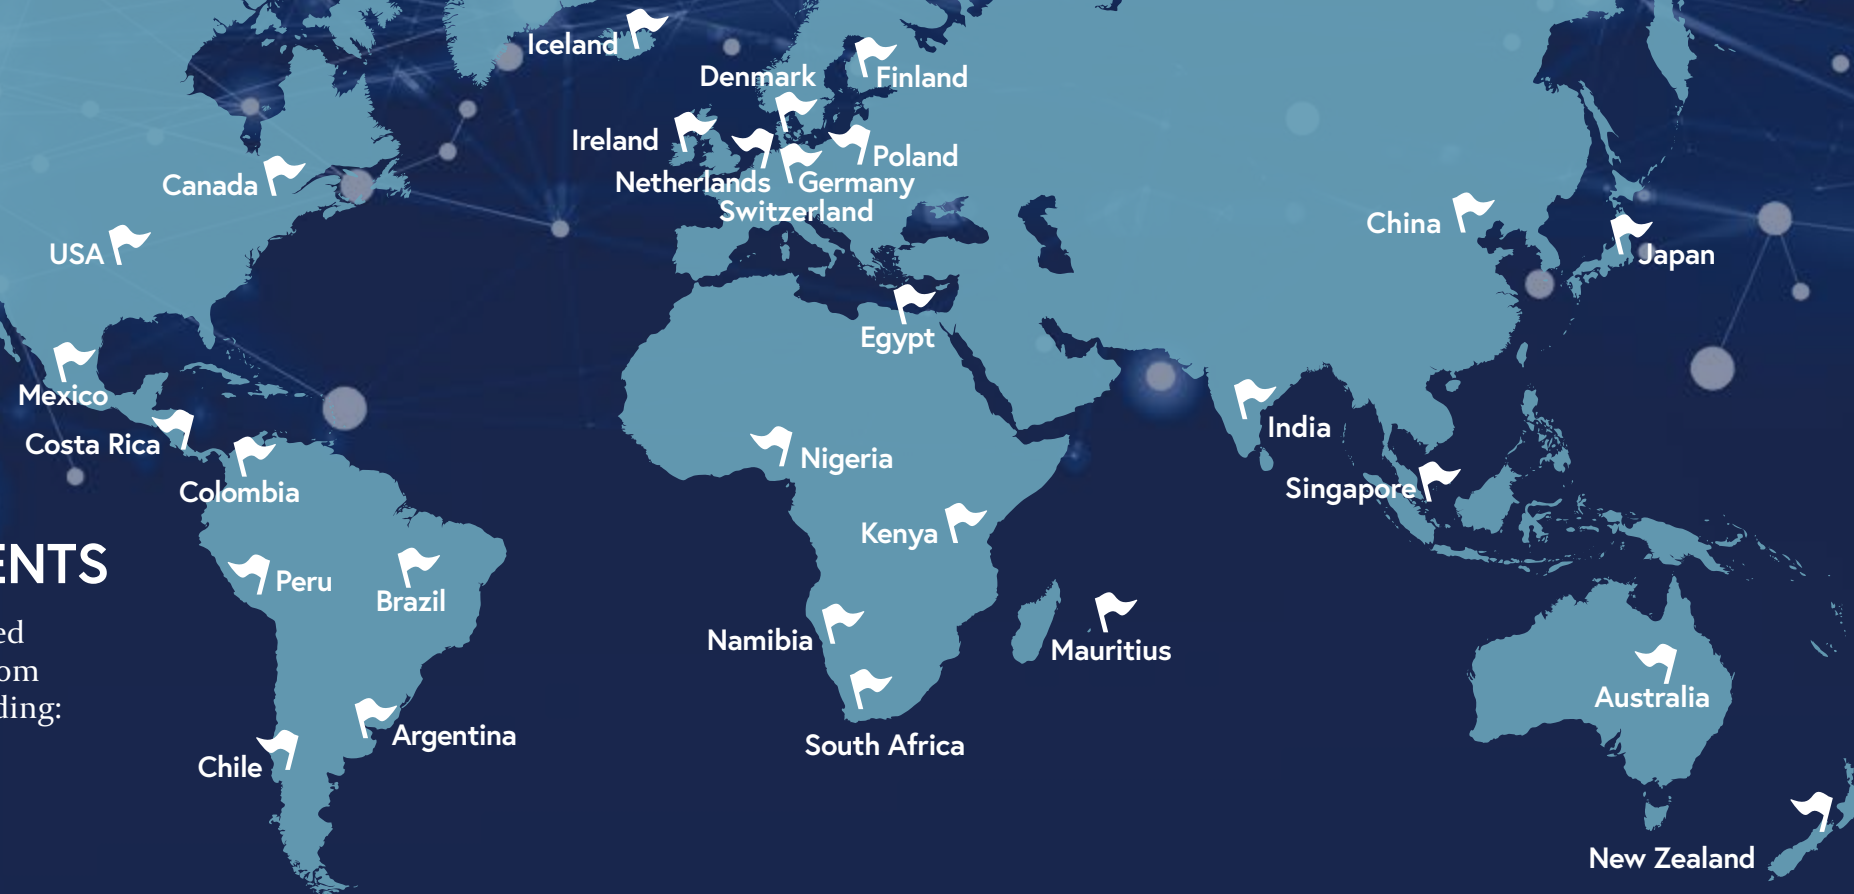 Iceland
Denmark
Finland
Ireland
Poland
Canada
Netherlands
Germany
Switzerland
China
USA
Japan
Egypt
Mexico
India
Costa Rica
Nigeria
Singapore
Colombia
Kenya
ENTS
Peru
Brazil
ed
Namibia
Mauritius
om
Australia
ding:
Argentina
South Africa
Chile
New Zealand